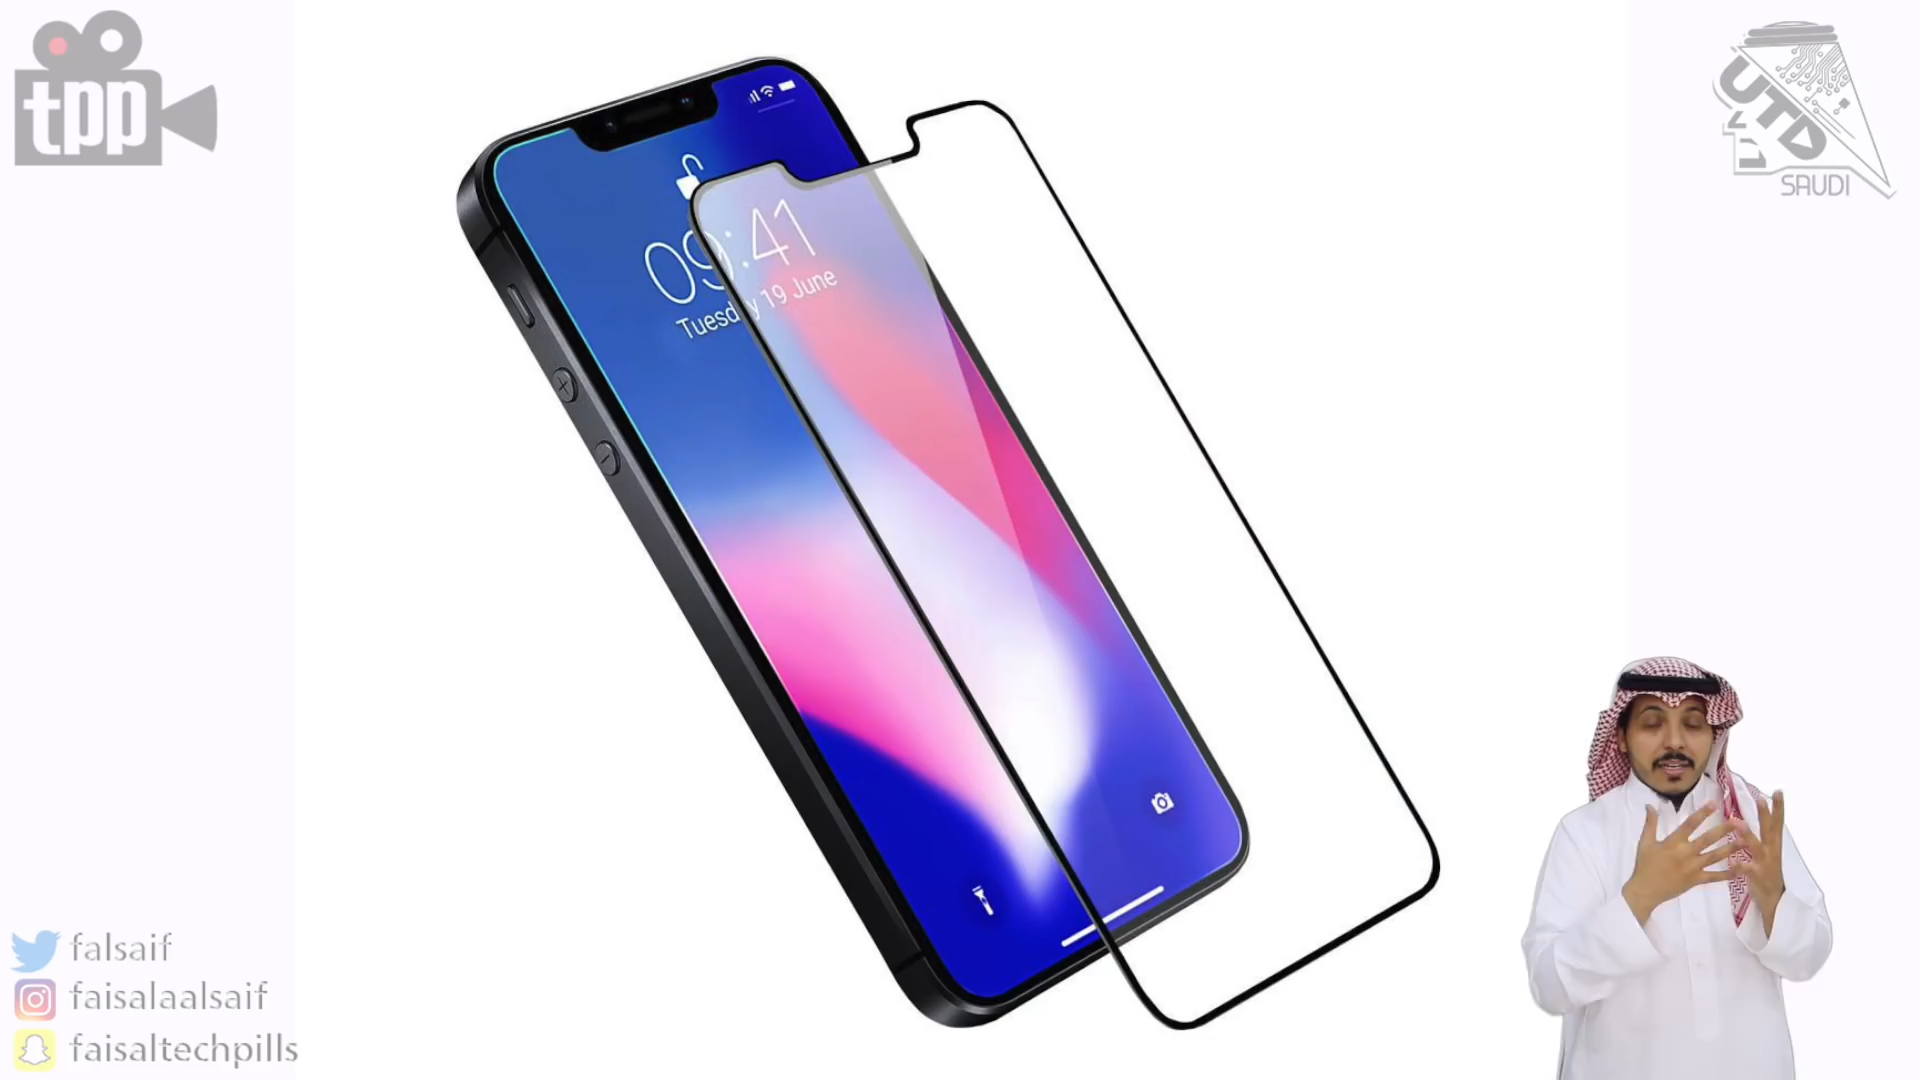 tpp
UTD
SAUDI
09:41
Tuesday 19 June
falsaif
faisalaalsaif
faisaltechpills